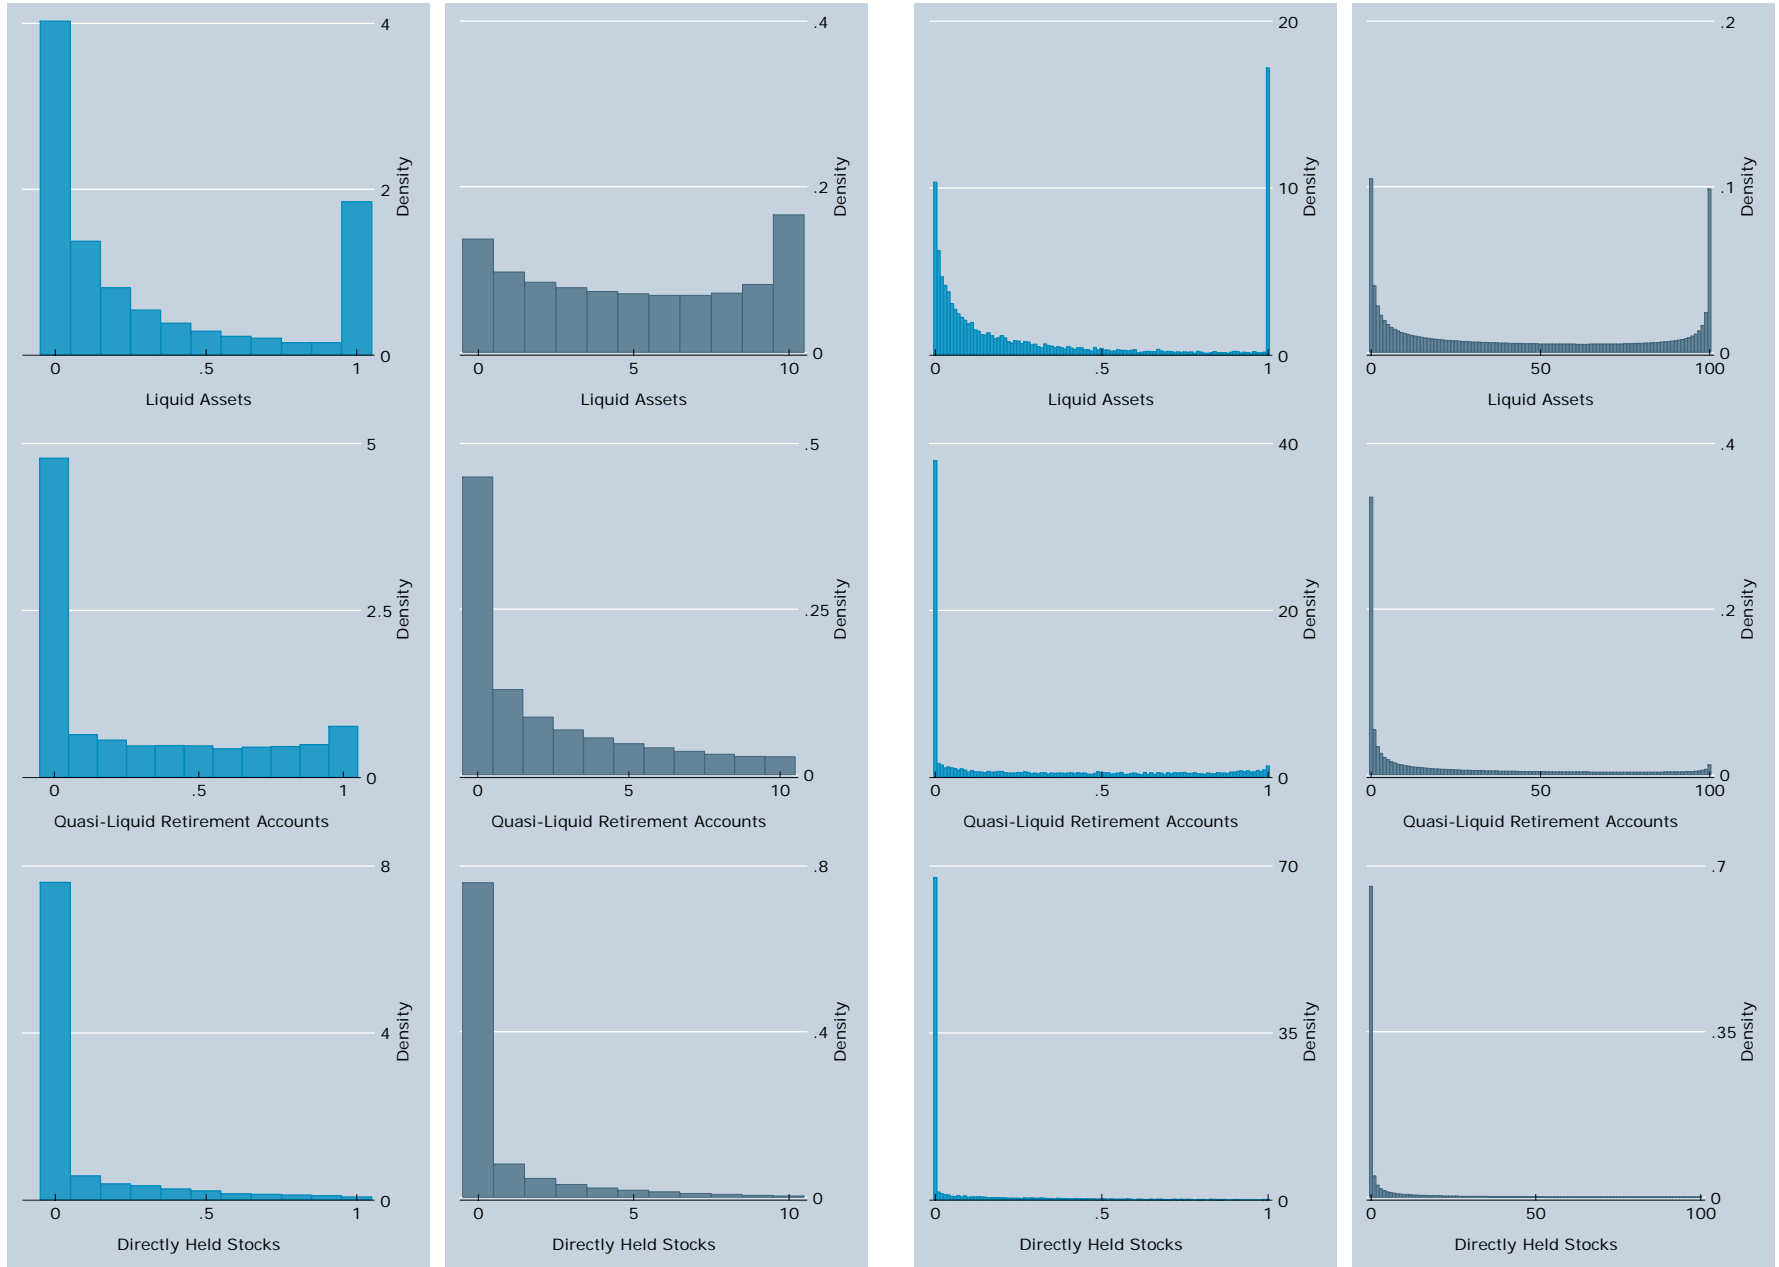 4
2
0
Density
0 .5 1
Liquid Assets
.4
.2
0
Density
0 5 10
Liquid Assets
20
10
0
Density
0 .5 1
Liquid Assets
.2
.1
0
Density
0 50 100
Liquid Assets
5
2.5
0
Density
0 .5 1
Quasi-Liquid Retirement Accounts
.5
.25
0
Density
0 5 10
Quasi-Liquid Retirement Accounts
40
20
0
Density
0 .5 1
Quasi-Liquid Retirement Accounts
.4
.2
0
Density
0 50 100
Quasi-Liquid Retirement Accounts
8
4
0
Density
0 .5 1
Directly Held Stocks
.8
.4
0
Density
0 5 10
Directly Held Stocks
70
35
0
Density
0 .5 1
Directly Held Stocks
.7
.35
0
Density
0 50 100
Directly Held Stocks